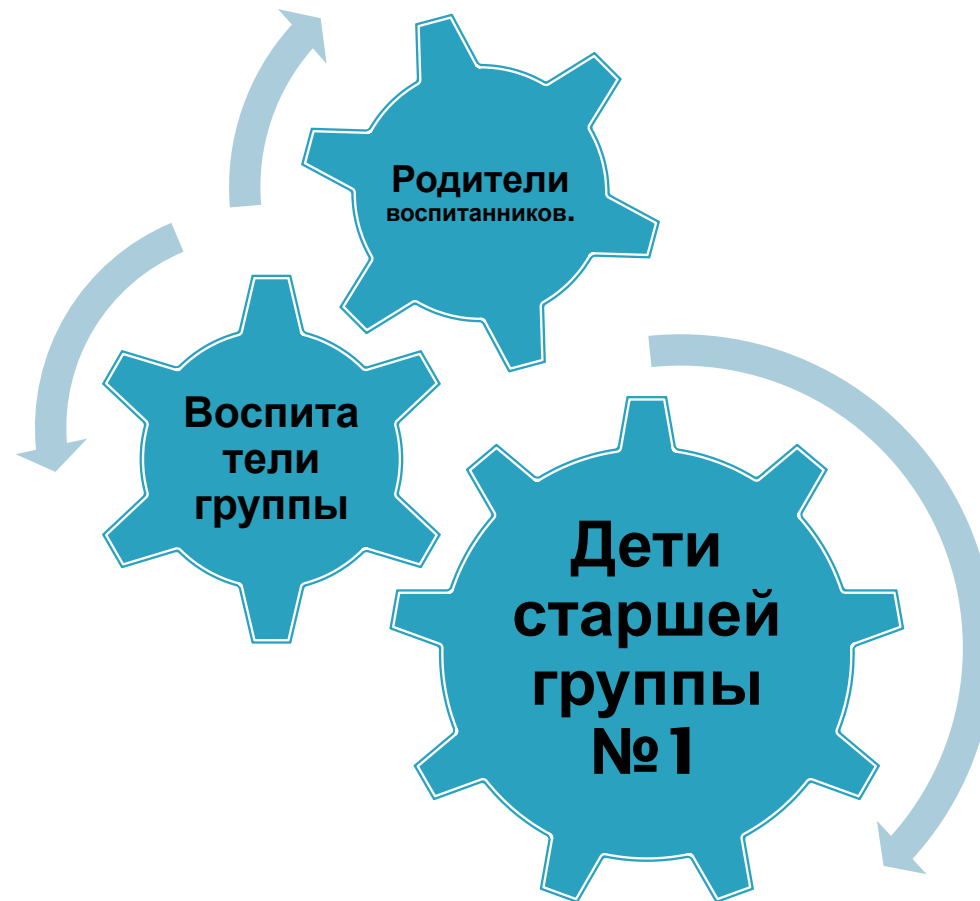 Родители
воспитанников.
Воспита
тели
группы
Дети
старшей
группы
№1